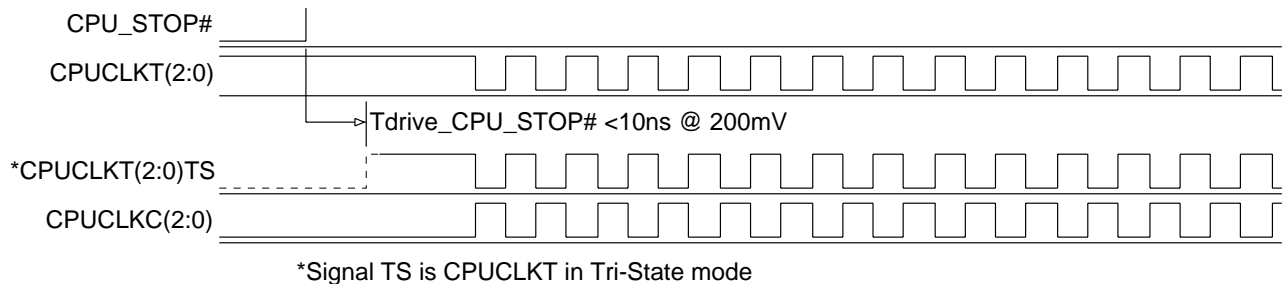 CPU_STOP#
CPUCLKT(2:0)
Tdrive_CPU_STOP# <10ns @ 200mV
*CPUCLKT(2:0)TS
CPUCLKC(2:0)
*Signal TS is CPUCLKT in Tri-State mode